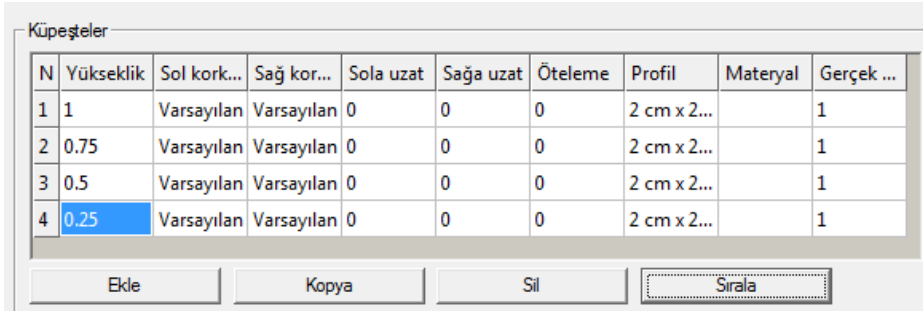 Küpeşteler
N Yükseklik Sol kork... Sağ kor... Sola uzat Sağa uzat Öteleme Profil Materyal Gerçek ...
1 1 Varsayılan Varsayılan 0 0 0 2 cm x 2... 1
2 0.75 Varsayılan Varsayılan 0 0 0 2 cm x 2... 1
3 0.5 Varsayılan Varsayılan 0 0 0 2 cm x 2... 1
4 0.25 Varsayılan Varsayılan 0 0 0 2 cm x 2... 1
Ekle Kopya Sil Sırala